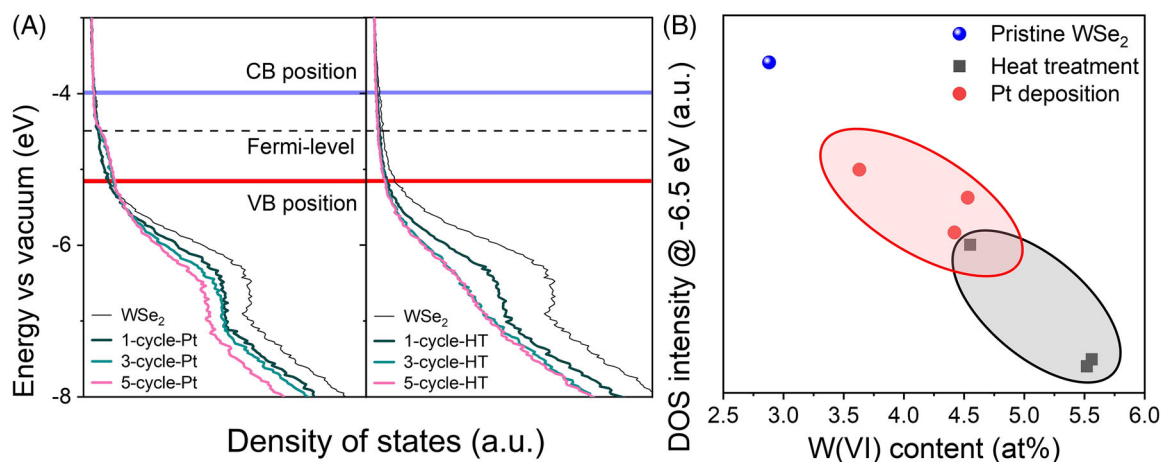 (A)
Energy vs vacuum (eV)
-4
-6
-8
CB position
Fermi-level
VB position
WSe₂
1-cycle-Pt
3-cycle-Pt
5-cycle-Pt
WSe₂
1-cycle-HT
3-cycle-HT
5-cycle-HT
Density of states (a.u.)
(B)
DOS intensity @ -6.5 eV (a.u.)
Pristine WSe₂
Heat treatment
Pt deposition
2.5 3.0 3.5 4.0 4.5 5.0 5.5 6.0
W(VI) content (at%)